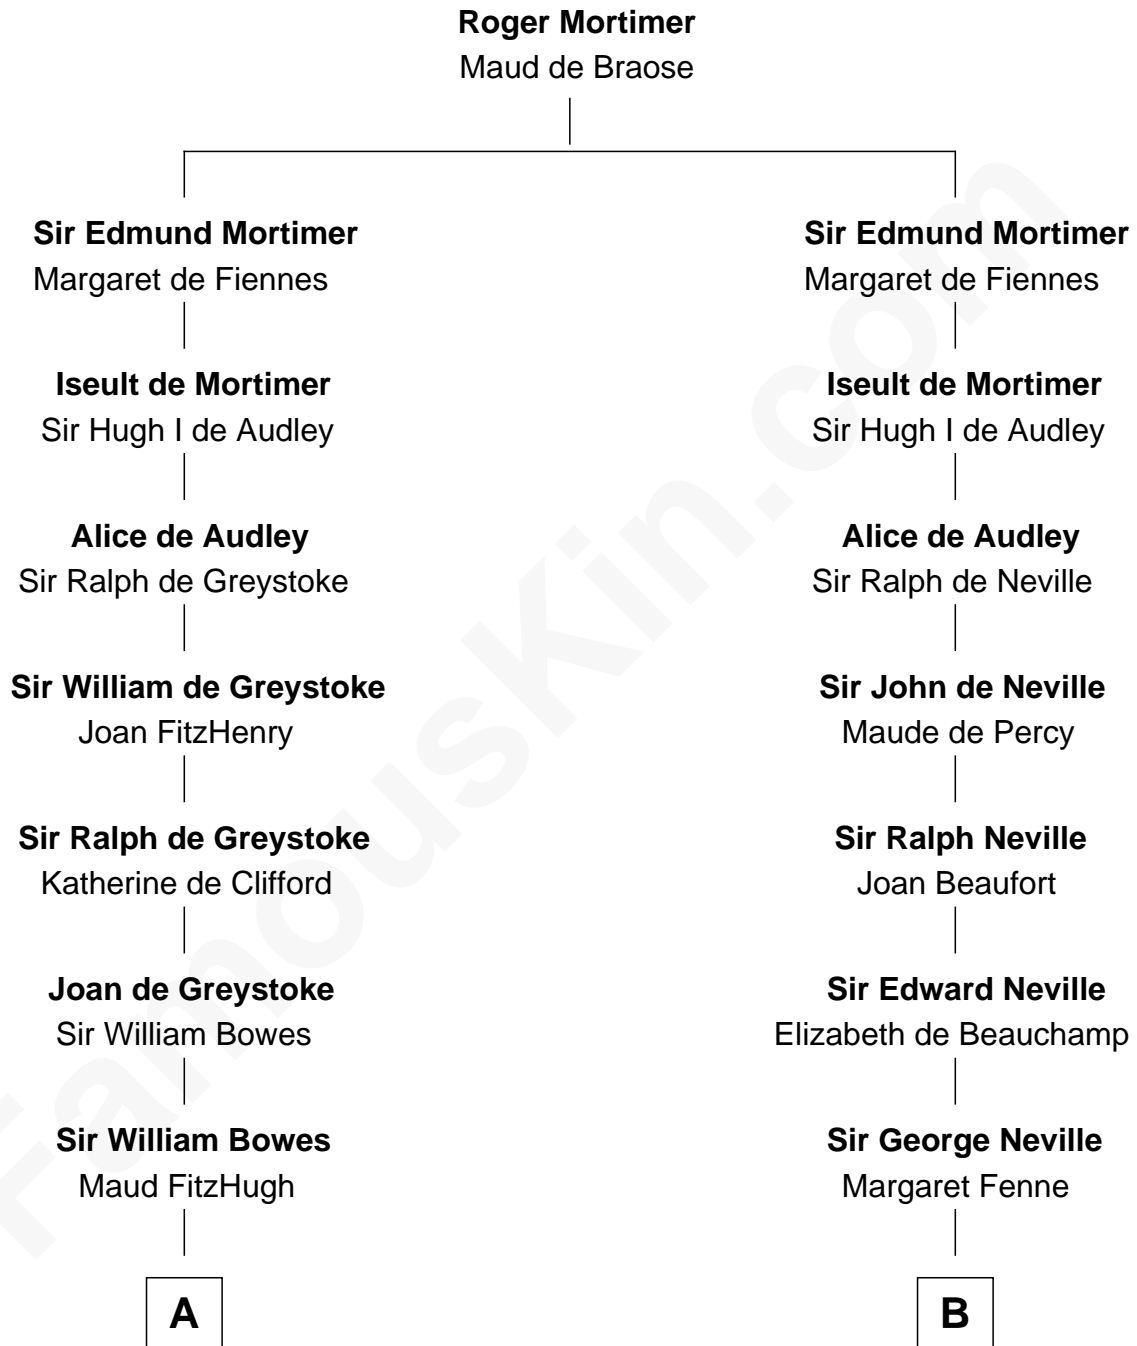 Roger Mortimer
Maud de Braose
Sir Edmund Mortimer
Margaret de Fiennes
Iseult de Mortimer
Sir Hugh I de Audley
Alice de Audley
Sir Ralph de Greystoke
Sir William de Greystoke
Joan FitzHenry
Sir Ralph de Greystoke
Katherine de Clifford
Joan de Greystoke
Sir William Bowes
Sir William Bowes
Maud FitzHugh
A
Sir Edmund Mortimer
Margaret de Fiennes
Iseult de Mortimer
Sir Hugh I de Audley
Alice de Audley
Sir Ralph de Neville
Sir John de Neville
Maude de Percy
Sir Ralph Neville
Joan Beaufort
Sir Edward Neville
Elizabeth de Beauchamp
Sir George Neville
Margaret Fenne
B
FamousKin.com